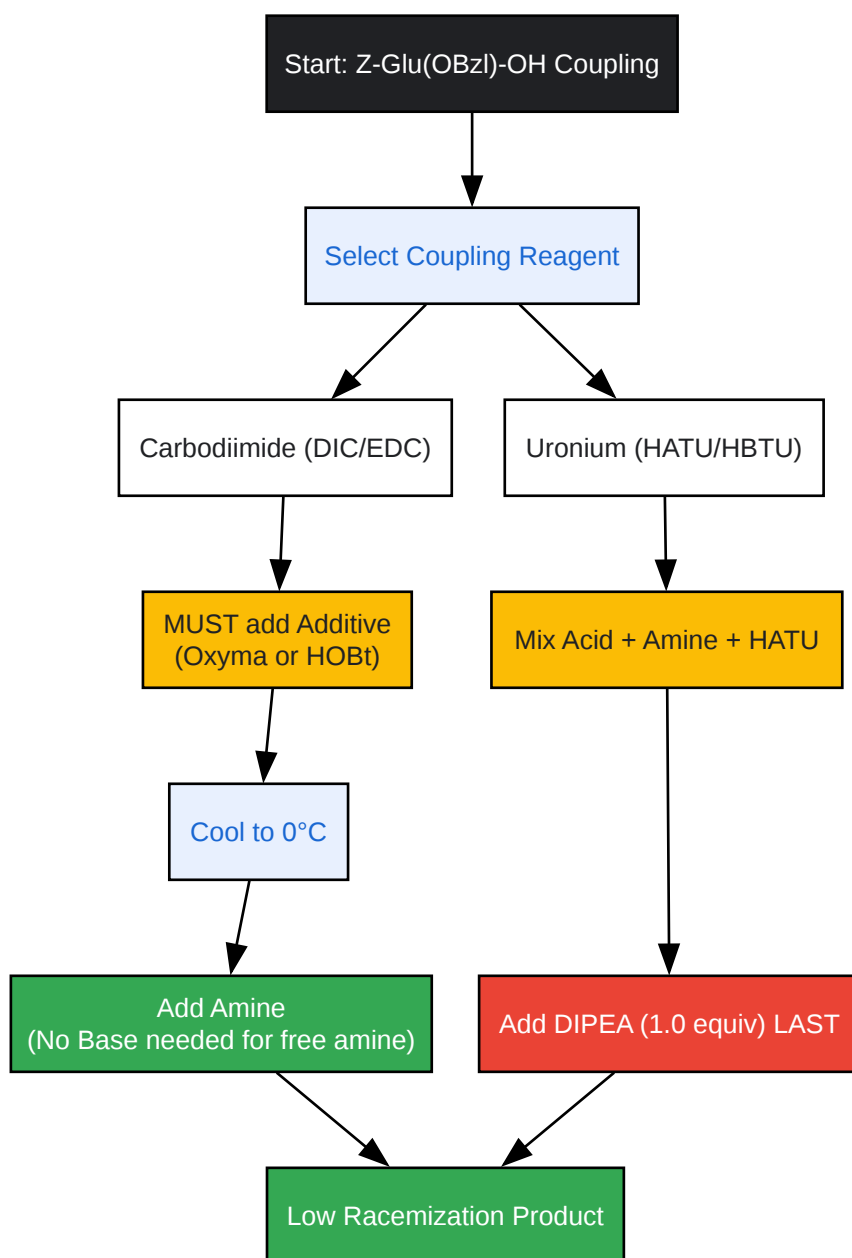 Start: Z-Glu(OBzl)-OH Coupling
Select Coupling Reagent
Carbodiimide (DIC/EDC)
Uronium (HATU/HBTU)
MUST add Additive
(Oxyma or HOBt)
Mix Acid + Amine + HATU
Cool to 0°C
Add Amine
(No Base needed for free amine)
Add DIPEA (1.0 equiv) LAST
Low Racemization Product